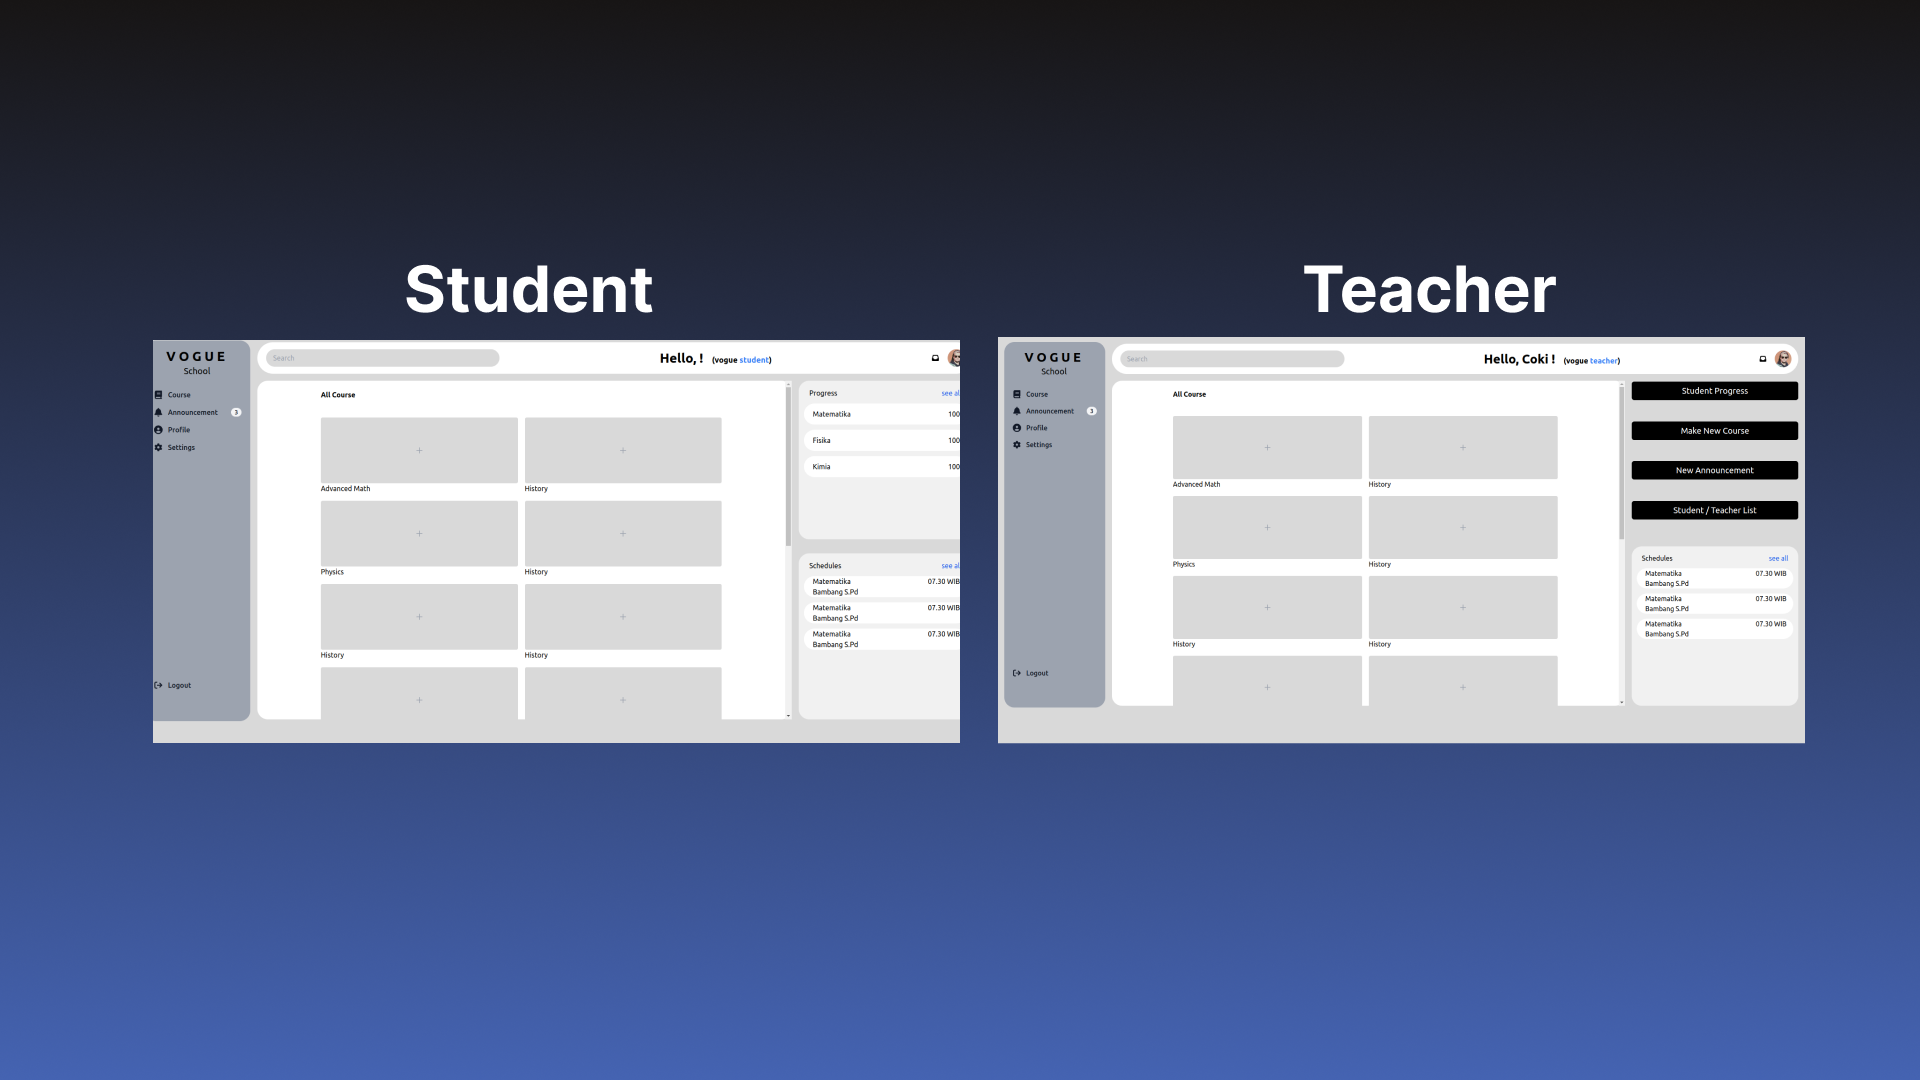 Student
VOGUE
School
Course
Announcement 3
Profile
Settings
Logout
Search
Hello, ! (vogue student)
All Course
Advanced Math
History
Physics
History
History
History
Progress
see al
Matematika 100
Fisika 100
Kimia 100
Schedules
see al
Matematika 07.30 WIB
Bambang S.Pd
Matematika 07.30 WIB
Bambang S.Pd
Matematika 07.30 WIB
Bambang S.Pd
Teacher
VOGUE
School
Course
Announcement 3
Profile
Settings
Logout
Search
Hello, Coki ! (vogue teacher)
All Course
Advanced Math
History
Physics
History
History
History
Student Progress
Make New Course
New Announcement
Student / Teacher List
Schedules
see all
Matematika 07.30 WIB
Bambang S.Pd
Matematika 07.30 WIB
Bambang S.Pd
Matematika 07.30 WIB
Bambang S.Pd